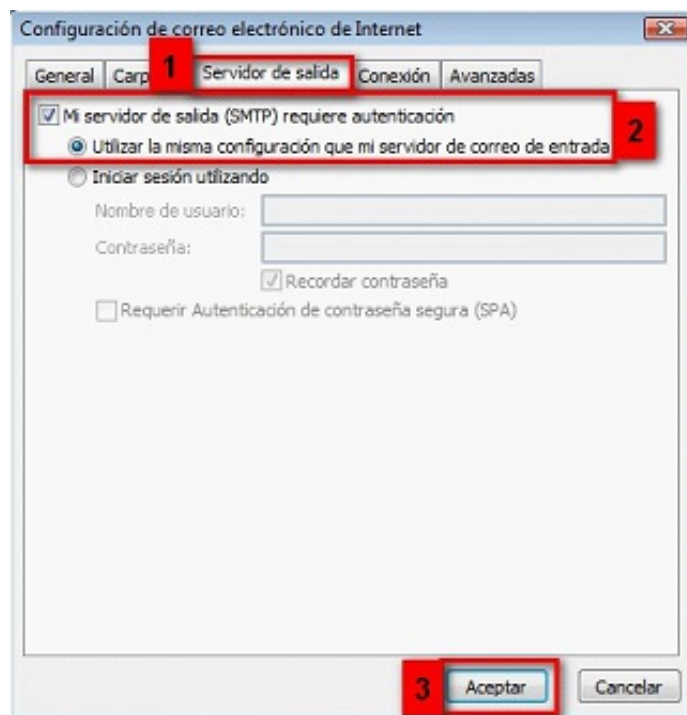 Configuración de correo electrónico de Internet
1
General Carp Servidor de salida Conexión Avanzadas
Mi servidor de salida (SMTP) requiere autenticación
2
Utilizar la misma configuración que mi servidor de correo de entrada
Iniciar sesión utilizando
Nombre de usuario:
Contraseña:
Recordar contraseña
Requerir Autenticación de contraseña segura (SPA)
3 Aceptar Cancelar